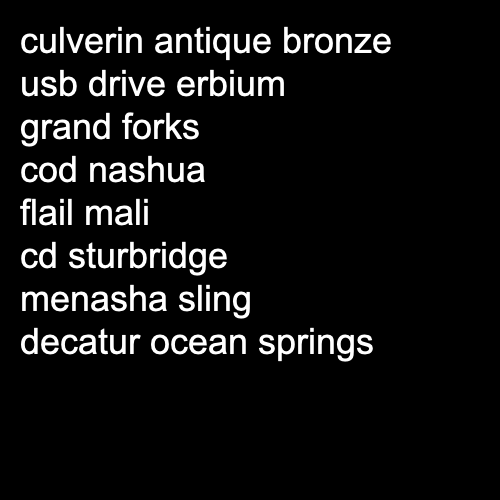 culverin antique bronze
usb drive erbium
grand forks
cod nashua
flail mali
cd sturbridge
menasha sling
decatur ocean springs